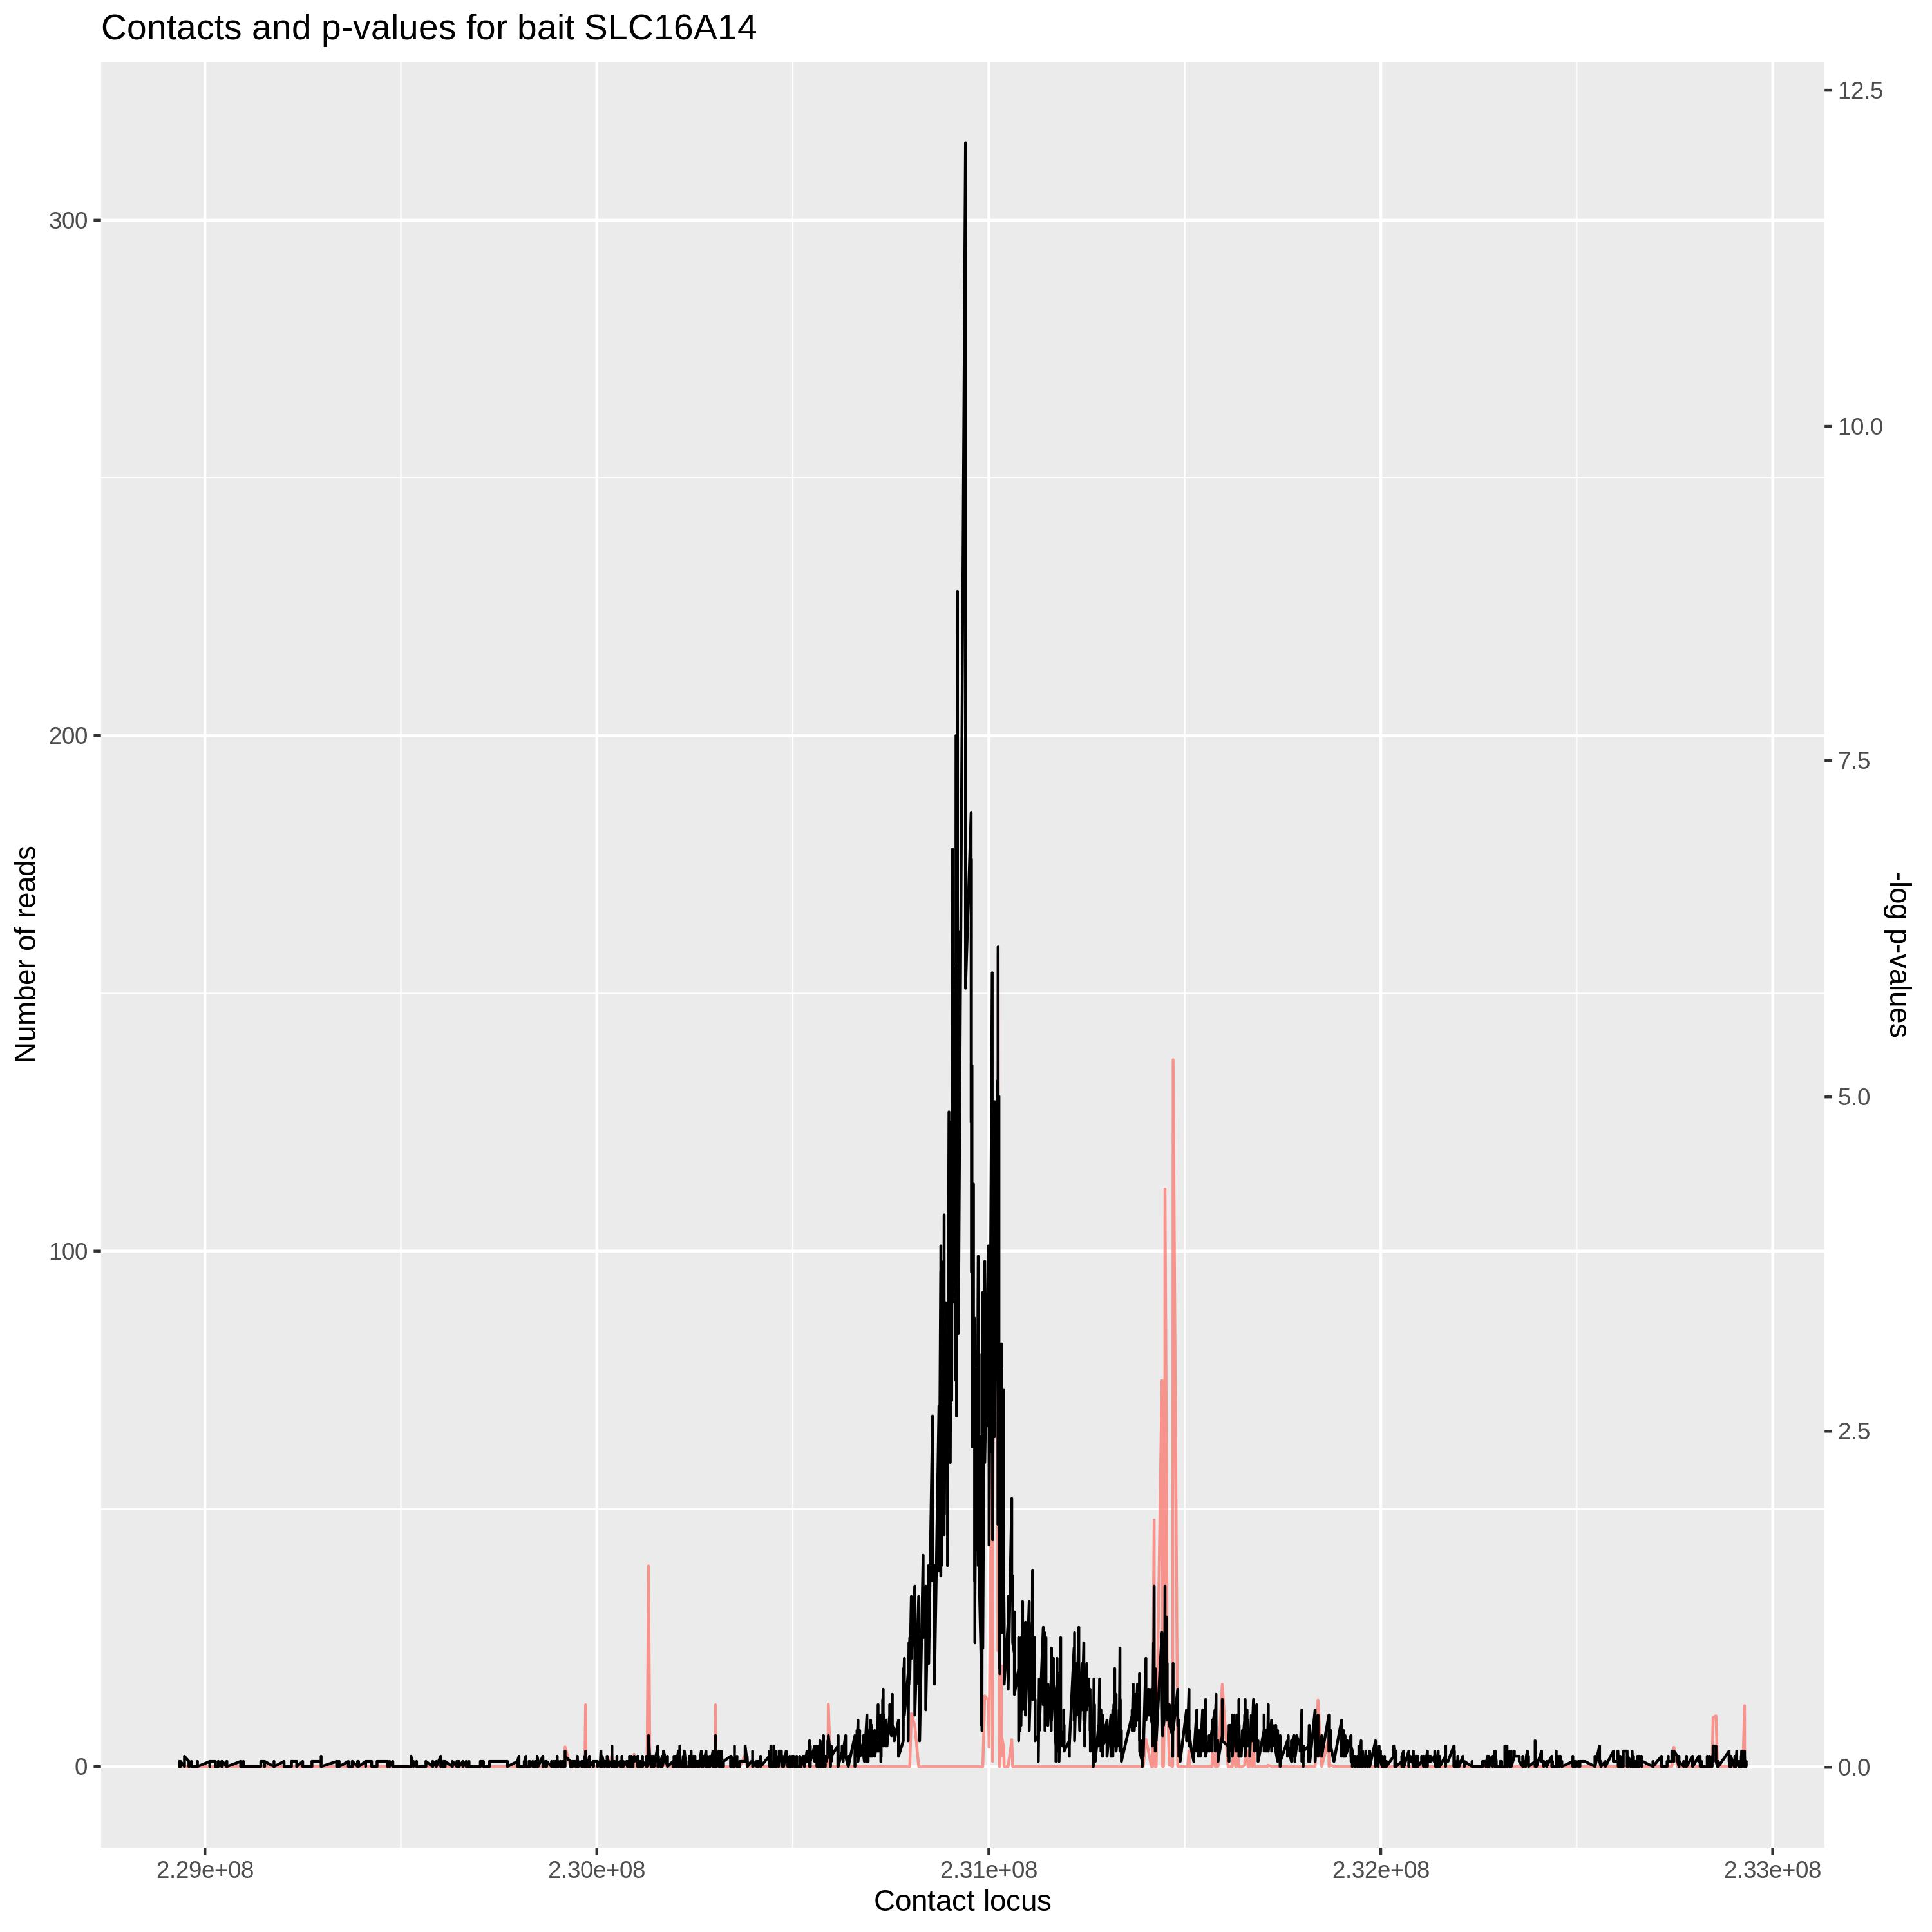 Contacts and p-values for bait SLC16A14
300
200
100
0
Number of reads
12.5
10.0
7.5
5.0
2.5
0.0
-log p-values
2.29e+08
2.30e+08
2.31e+08
2.32e+08
2.33e+08
Contact locus